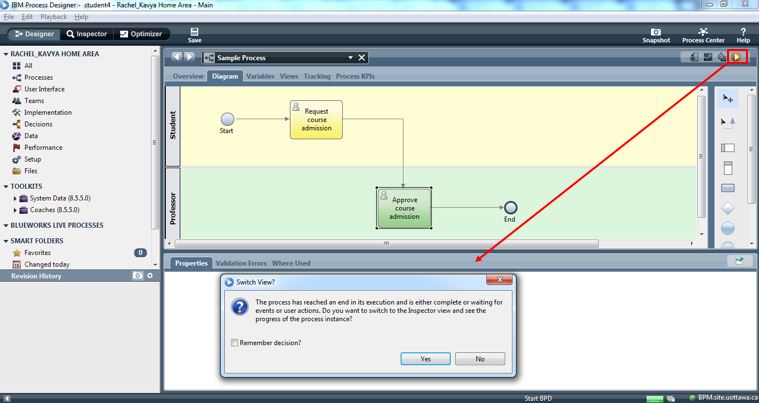 IBM Process Designer - student4 - Rachel_Kavya Home Area - Main
File Edit Playback Help
Designer Inspector Optimizer
Save
Snapshot Process Center Help
RACHEL_KAVYA HOME AREA
All
Processes
User Interface
Teams
Implementation
Decisions
Data
Performance
Setup
Files
TOOLKITS
System Data (8.5.5.0)
Coaches (8.5.5.0)
BLUEWORKS LIVE PROCESSES
SMART FOLDERS
Favorites 0
Changed today
Revision History
Sample Process
Overview Diagram Variables Views Tracking Process KPIs
Student
Start
Request
course
admission
Professor
Approve
course
admission
End
Properties Validation Errors Where Used
Switch View?
The process has reached an end in its execution and is either complete or waiting for
events or user actions. Do you want to switch to the Inspector view and see the
progress of the process instance?
Remember decision?
Yes No
Start BPD
BPM.site.uottawa.ca